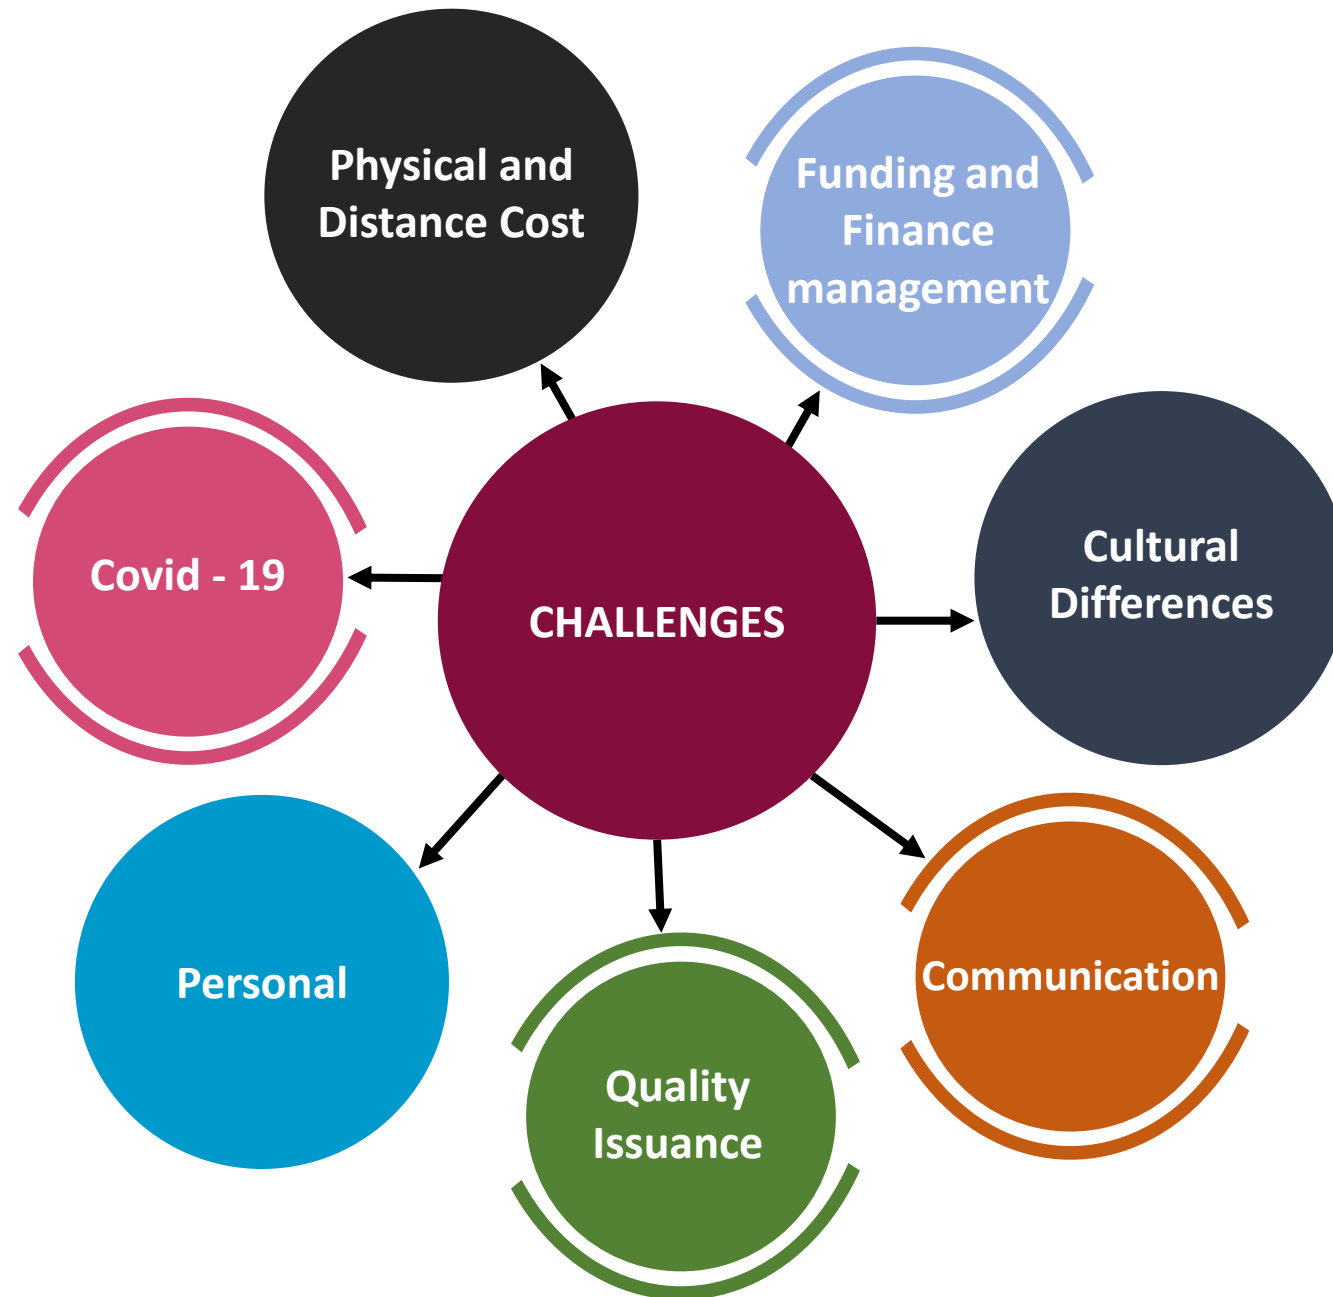 Physical and
Distance Cost
Funding and
Finance
management
Cultural
Differences
Covid - 19
CHALLENGES
Communication
Personal
Quality
Issuance